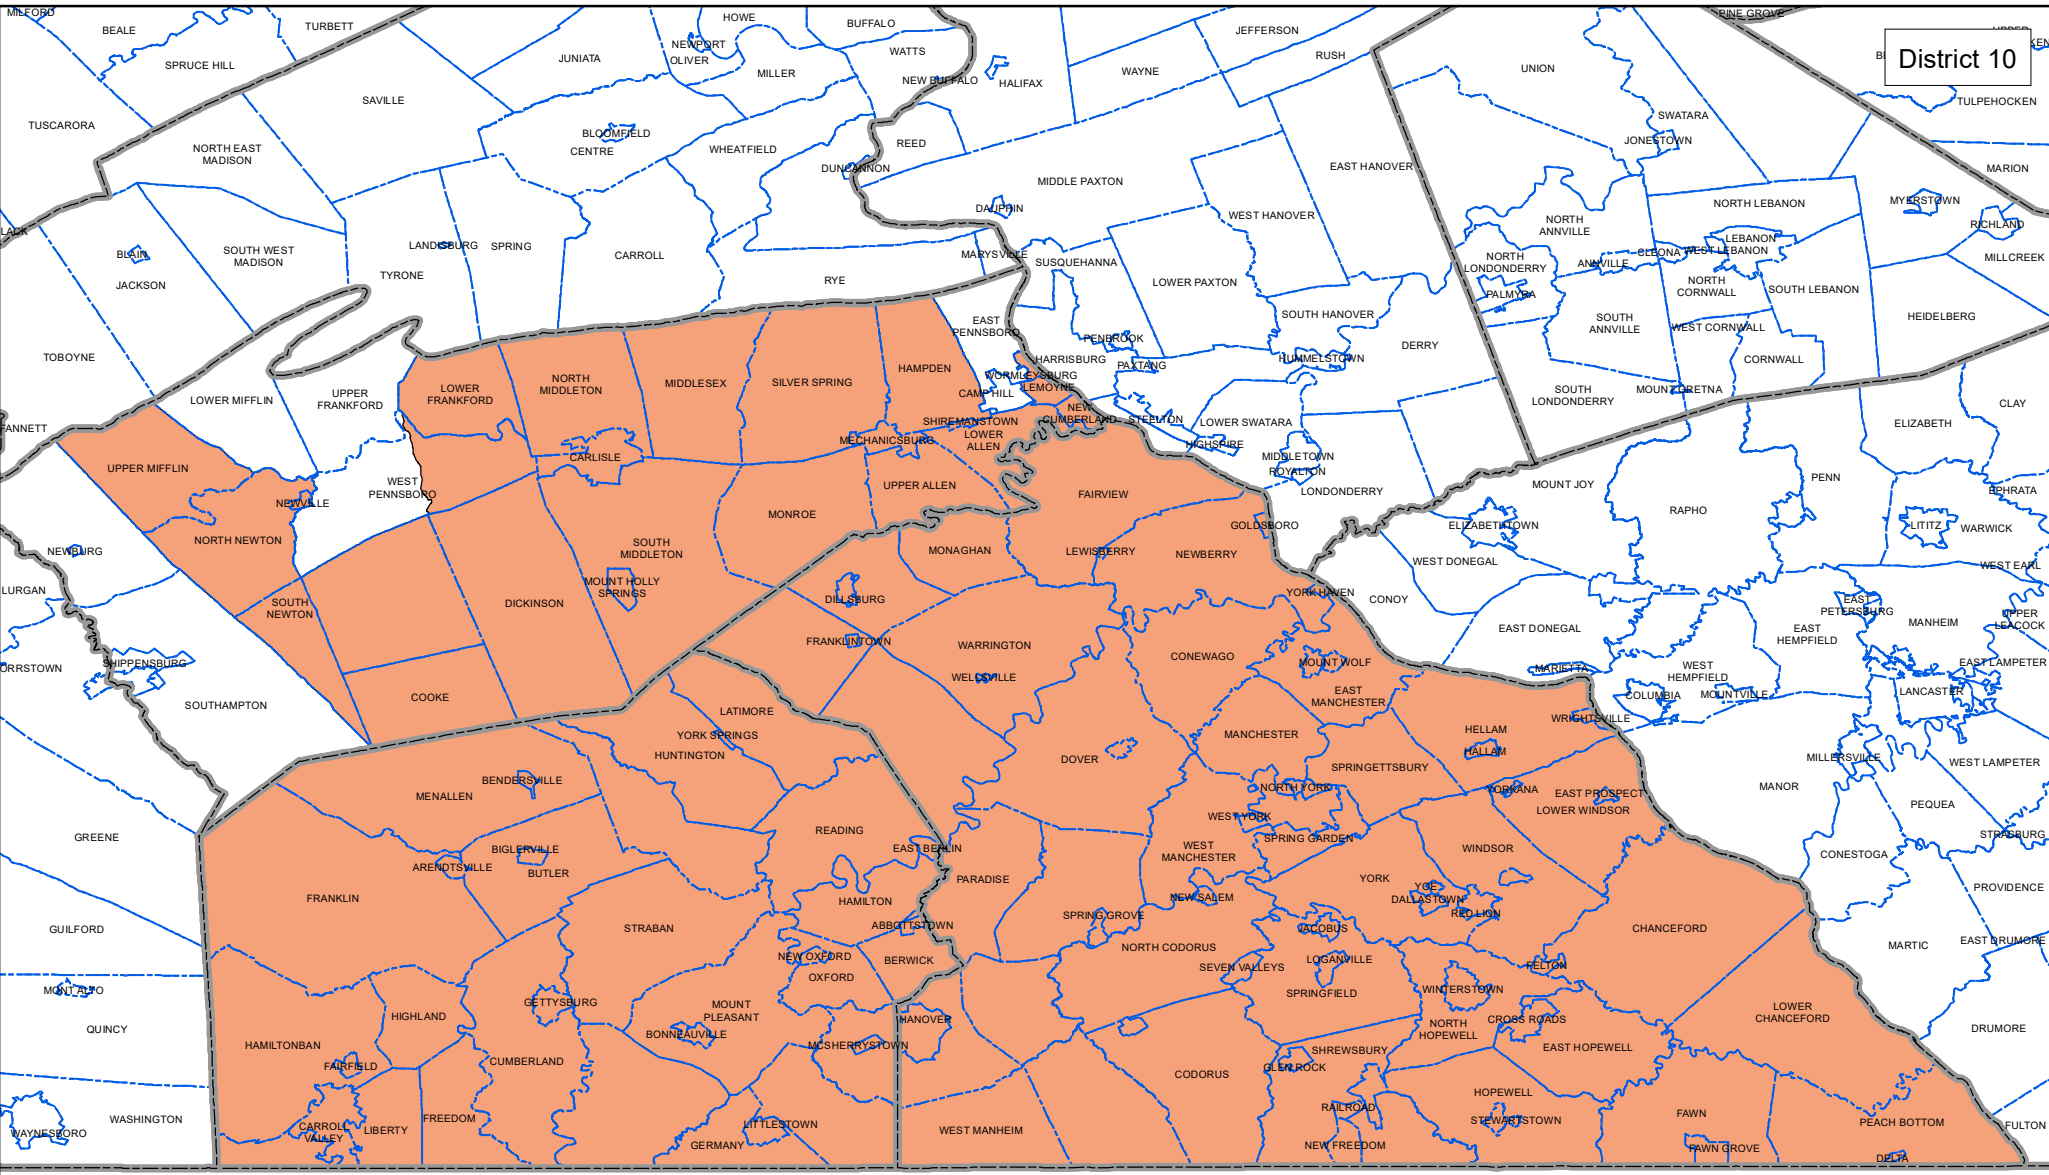 MILFORD
BEALE
TURBETT
SPRUCE HILL
TUSCARORA
SAVILLE
NORTH EAST
MADISON
JUNIATA
HOWE
NEWPORT
OLIVER
MILLER
BUFFALO
WATTS
NEW BUFFALO
HALIFAX
WAYNE
JEFFERSON
RUSH
PINE GROVE
UNION
District 10
TULPEHOCKEN
SWATARA
JONESTOWN
MARION
BLOOMFIELD
CENTRE
WHEATFIELD
REED
DUNCANNON
MIDDLE PAXTON
EAST HANOVER
DAUPHIN
WEST HANOVER
NORTH LEBANON
MYERSTOWN
RICHLAND
NORTH
ANNVILLE
LEBANON
WEST LEBANON
CLEONA
ANNVILLE
MILLCREEK
NORTH
LONDONDERRY
PALMYRA
NORTH
CORNWALL
SOUTH LEBANON
HEIDELBERG
SOUTH
ANNVILLE
WEST CORNWALL
CORNWALL
MOUNT GRETNA
SOUTH
LONDONDERRY
LACK
BLAIN
JACKSON
SOUTH WEST
MADISON
LANDISBURG
SPRING
TYRONE
CARROLL
RYE
MARYSVILLE
SUSQUEHANNA
LOWER PAXTON
SOUTH HANOVER
DERRY
TOBOYNE
EAST
PENNSBORO
PENBROOK
HARRISBURG
PAXTANG
HUMMELSTOWN
WORMLEYSBURG
LEMOYNE
CAMP HILL
NEW
CUMBERLAND
STEELTON
LOWER SWATARA
HIGHSPIRE
MIDDLETOWN
ROYALTON
LONDONDERRY
LOWER MIFFLIN
UPPER
FRANKFORD
LOWER
FRANKFORD
NORTH
MIDDLETON
MIDDLESEX
SILVER SPRING
HAMPDEN
SHIREMANSTOWN
LOWER
ALLEN
MECHANICSBURG
FANNETT
UPPER MIFFLIN
NEWVILLE
WEST
PENNSBORO
CARLISLE
UPPER ALLEN
MONROE
FAIRVIEW
GOLDSBORO
CLAY
ELIZABETH
PENN
EPHRATA
MOUNT JOY
RAPHO
LITITZ
WARWICK
ELIZABETHTOWN
WEST DONEGAL
WEST EARL
NEWBURG
LURGAN
NORTH NEWTON
SOUTH
NEWTON
DICKINSON
SOUTH
MIDDLETON
MOUNT HOLLY
SPRINGS
MONAGHAN
LEWISBERRY
NEWBERRY
YORK HAVEN
CONOY
DILLSBURG
FRANKLINTOWN
WARRINGTON
WELLSVILLE
CONEWAGO
MOUNT WOLF
EAST
MANCHESTER
EAST DONEGAL
MARIETTA
EAST
PETERSBURG
MANHEIM
UPPER
LEACOCK
EAST
HEMPFIELD
EAST LAMPETER
WEST
HEMPFIELD
COLUMBIA
MOUNTVILLE
LANCASTER
ORRSTOWN
SHIPPENSBURG
SOUTHAMPTON
COOKE
LATIMORE
YORK SPRINGS
HUNTINGTON
DOVER
MANCHESTER
HELLAM
HALLAM
WRIGHTSVILLE
SPRINGETTSBURY
MILLERSVILLE
WEST LAMPETER
MANOR
PEQUEA
STRASBURG
BENDERSVILLE
MENALLEN
NORTH YORK
WEST YORK
SPRING GARDEN
YORKANA
EAST PROSPECT
LOWER WINDSOR
GREENE
BIGLERVILLE
ARENDTSVILLE
BUTLER
READING
EAST BERLIN
WEST
MANCHESTER
WINDSOR
CONESTOGA
FRANKLIN
PARADISE
HAMILTON
ABBOTTSTOWN
NEW SALEM
YORK
YOE
DALLASTOWN
RED LION
PROVIDENCE
GUILFORD
STRABAN
SPRING GROVE
NORTH CODORUS
JACOBUS
CHANCEFORD
MARTIC
EAST DRUMORE
NEW OXFORD
OXFORD
BERWICK
SEVEN VALLEYS
LOGANVILLE
SPRINGFIELD
FELTON
WINTERSTOWN
MONT ALTO
QUINCY
HIGHLAND
GETTYSBURG
MOUNT
PLEASANT
BONNEAUVILLE
HANOVER
MCSHERRYSTOWN
CROSS ROADS
NORTH
HOPEWELL
LOWER
CHANCEFORD
DRUMORE
HAMILTONBAN
FAIRFIELD
CUMBERLAND
CODORUS
SHREWSBURY
GLEN ROCK
EAST HOPEWELL
HOPEWELL
WAYNESBORO
WASHINGTON
CARROLL
VALLEY
LIBERTY
FREEDOM
GERMANY
LITTLESTOWN
WEST MANHEIM
RAILROAD
NEW FREEDOM
STEWARTSTOWN
FAWN
FAWN GROVE
PEACH BOTTOM
DELTA
FULTON